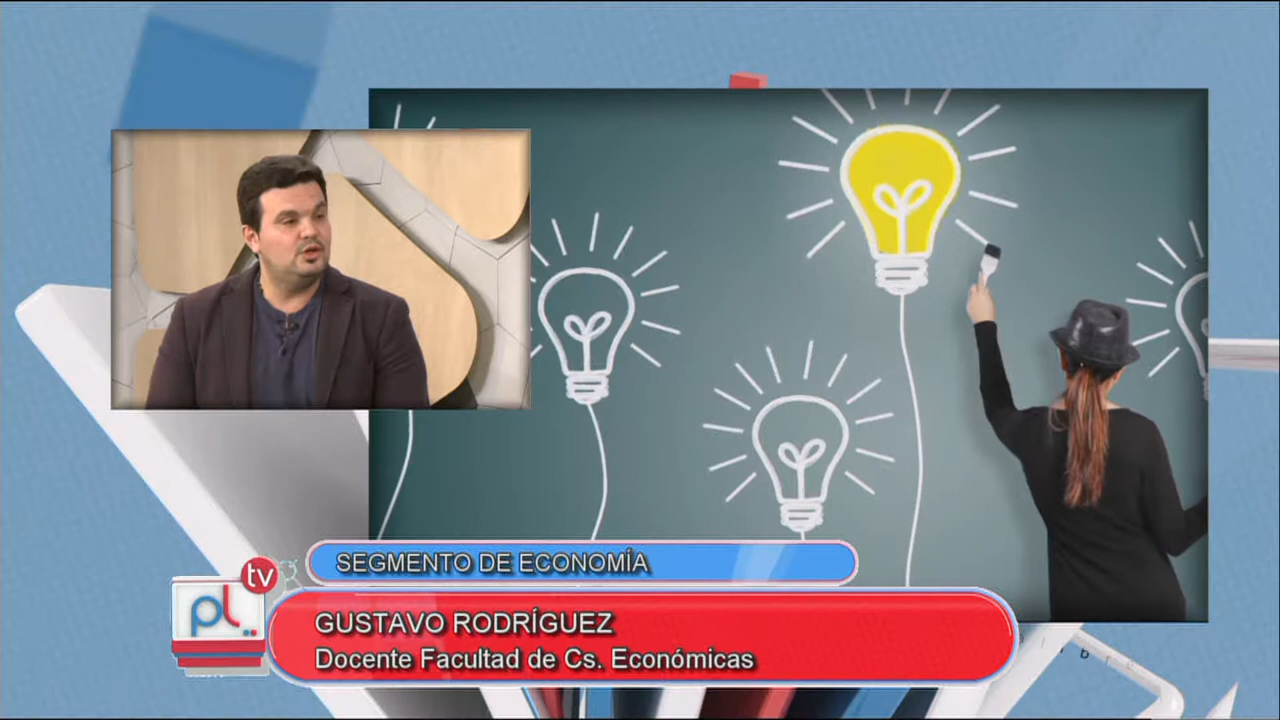 SEGMENTO DE ECONOMÍA
tv
pl..
GUSTAVO RODRÍGUEZ
Docente Facultad de Cs. Económicas